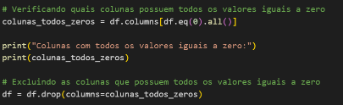 # Verificando quais colunas possuem todos os valores iguais a zero
colunas_todos_zeros = df.columns[df.eq(0).all()]
print("Colunas com todos os valores iguais a zero:")
print(colunas_todos_zeros)
# Excluindo as colunas que possuem todos os valores iguais a zero
df = df.drop(columns=colunas_todos_zeros)